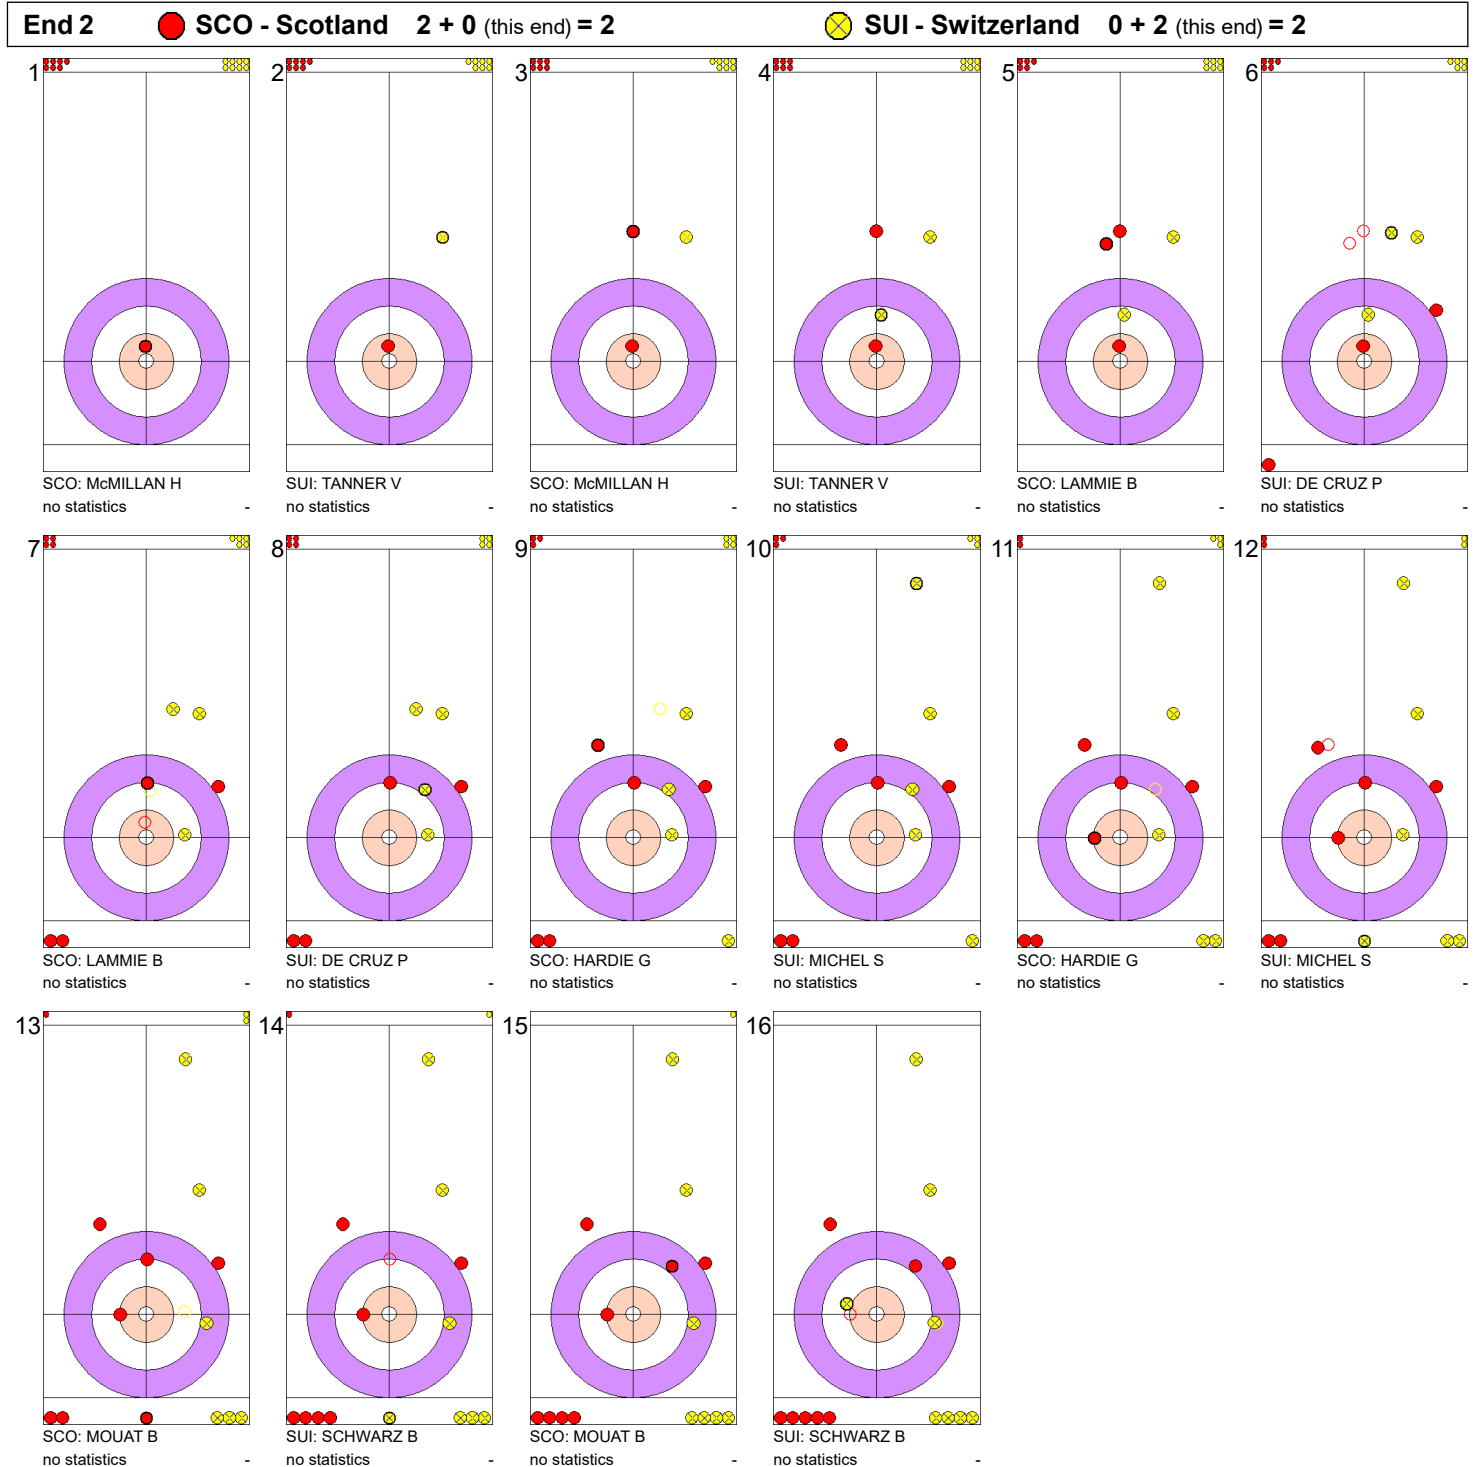 End 2 SCO - Scotland 2 + 0 (this end) = 2 SUI - Switzerland 0 + 2 (this end) = 2
1 2 3 4 5 6
SCO: McMILLAN H SUI: TANNER V SCO: McMILLAN H SUI: TANNER V SCO: LAMMIE B SUI: DE CRUZ P
no statistics - no statistics - no statistics - no statistics - no statistics - no statistics -
7 8 9 10 11 12
SCO: LAMMIE B SUI: DE CRUZ P SCO: HARDIE G SUI: MICHEL S SCO: HARDIE G SUI: MICHEL S
no statistics - no statistics - no statistics - no statistics - no statistics - no statistics -
13 14 15 16
SCO: MOUAT B SUI: SCHWARZ B SCO: MOUAT B SUI: SCHWARZ B
no statistics - no statistics - no statistics - no statistics -